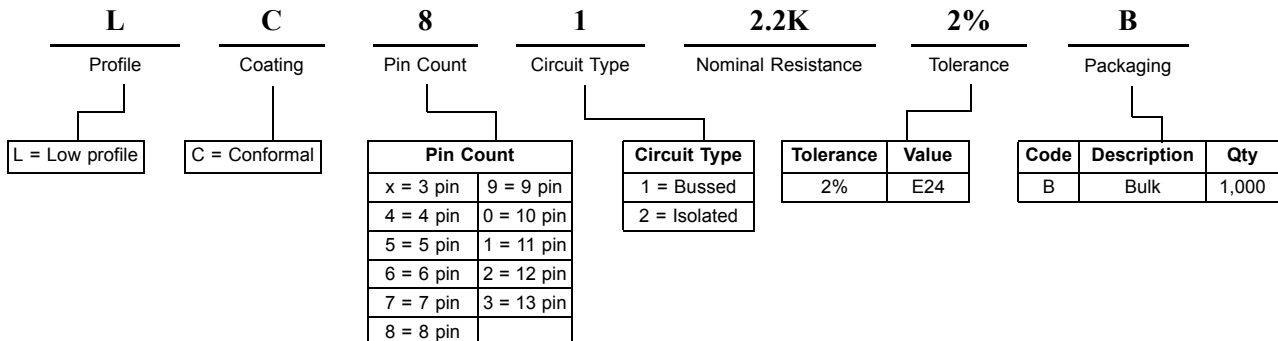 L C 8 1 2.2K 2% B
Profile Coating Pin Count Circuit Type Nominal Resistance Tolerance Packaging
L = Low profile C = Conformal Pin Count Circuit Type Tolerance Value Code Description Qty
x = 3 pin 9 = 9 pin 1 = Bussed 2% E24 B Bulk 1,000
4 = 4 pin 0 = 10 pin 2 = Isolated
5 = 5 pin 1 = 11 pin
6 = 6 pin 2 = 12 pin
7 = 7 pin 3 = 13 pin
8 = 8 pin